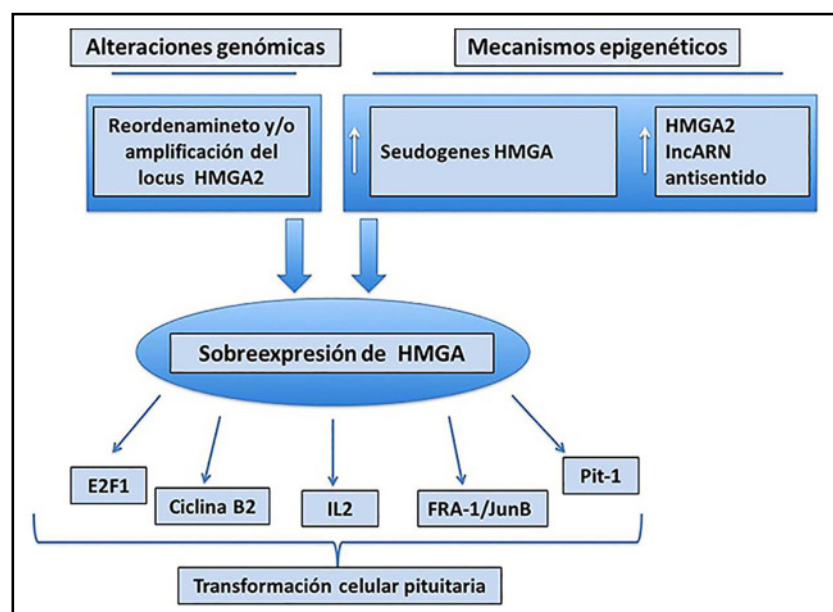 Alteraciones genómicas
Mecanismos epigenéticos
Reordenamineto y/o
amplificación del
locus HMGA2
Seudogenes HMGA
HMGA2
lncARN
antisentido
Sobreexpresión de HMGA
E2F1
Ciclina B2
IL2
FRA-1/JunB
Pit-1
Transformación celular pituitaria